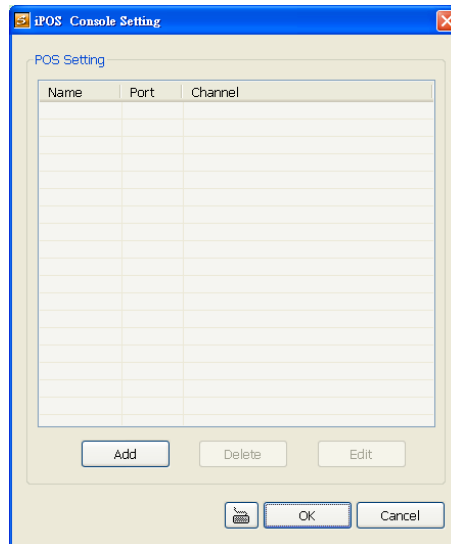 iPOS Console Setting
POS Setting
Name Port Channel
Add Delete Edit
OK Cancel